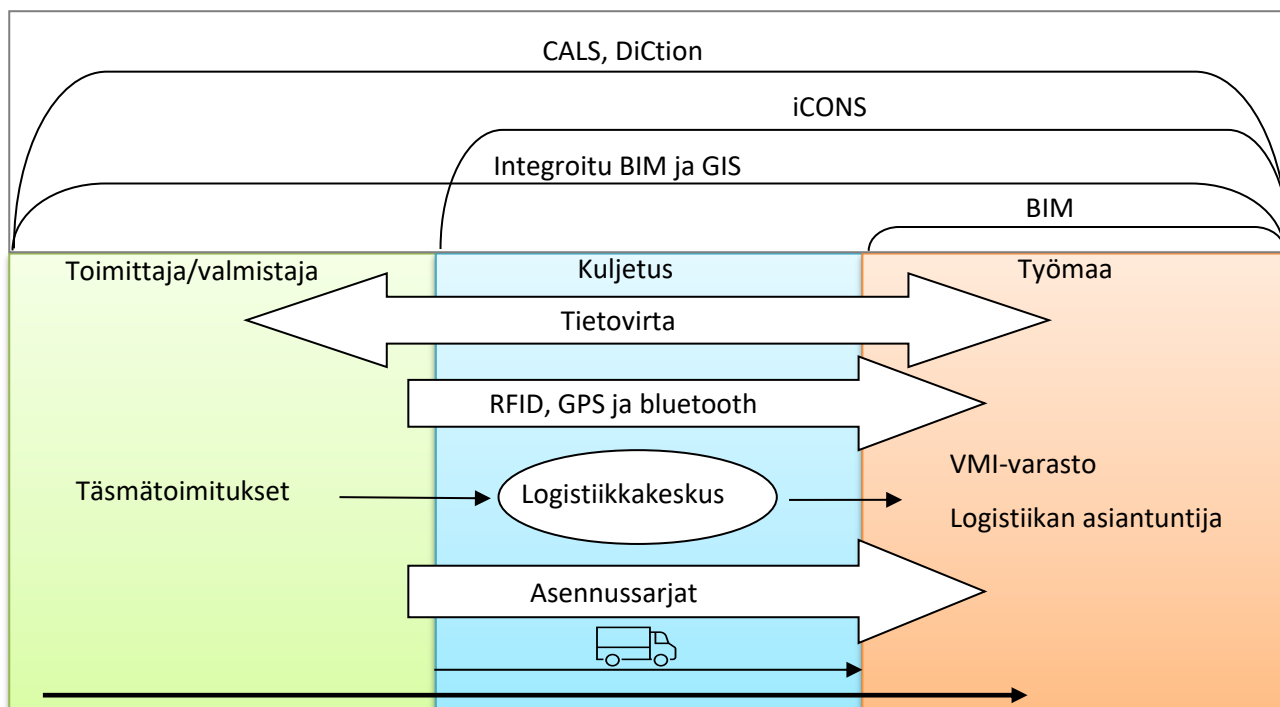 CALS, DiCtion
iCONS
Integroitu BIM ja GIS
BIM
Toimittaja/valmistaja
Kuljetus
Työmaa
Tietovirta
RFID, GPS ja bluetooth
Täsmätoimitukset
Logistiikkakeskus
VMI-varasto
Logistiikan asiantuntija
Asennussarjat